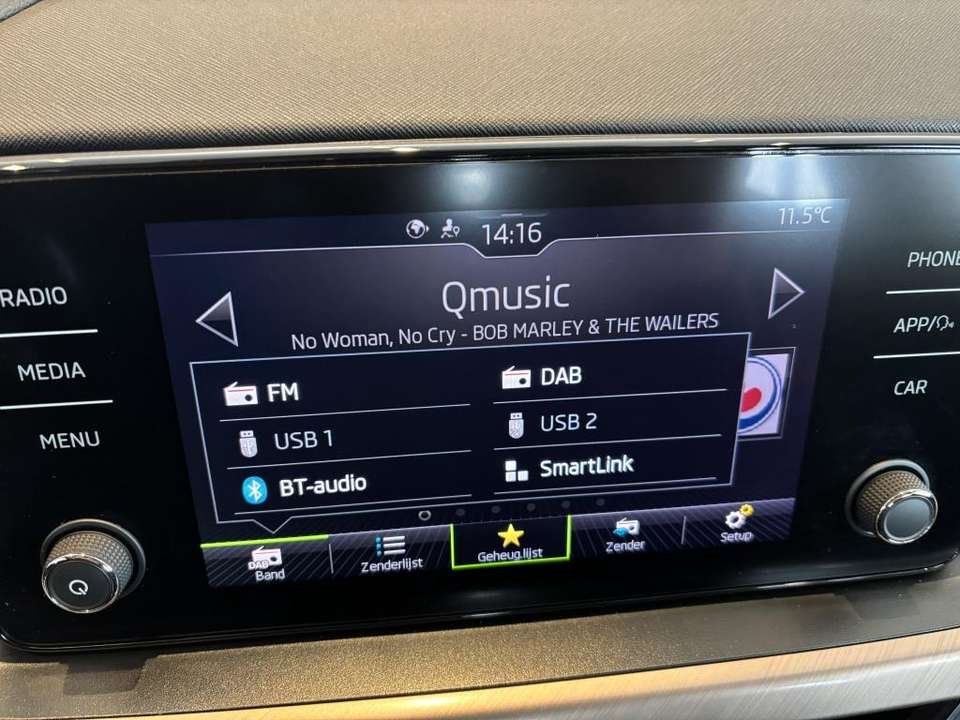 14:16
11.5°C
RADIO
MEDIA
MENU
PHONE
APP/
CAR
Qmusic
No Woman, No Cry - BOB MARLEY & THE WAILERS
FM
DAB
USB 1
USB 2
BT-audio
SmartLink
DAB
Band
Zenderlijst
Geheug.lijst
Zender
Setup